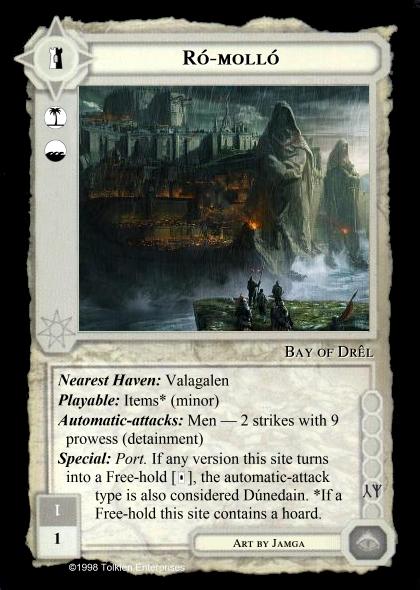 Ró-molló
Bay of Drêl
Nearest Haven: Valagalen
Playable: Items* (minor)
Automatic-attacks: Men — 2 strikes with 9
prowess (detainment)
Special: Port. If any version this site turns
into a Free-hold [ ], the automatic-attack
type is also considered Dúnedain. *If a
Free-hold this site contains a hoard.
I
1
Art by Jamga
©1998 Tolkien Enterprises